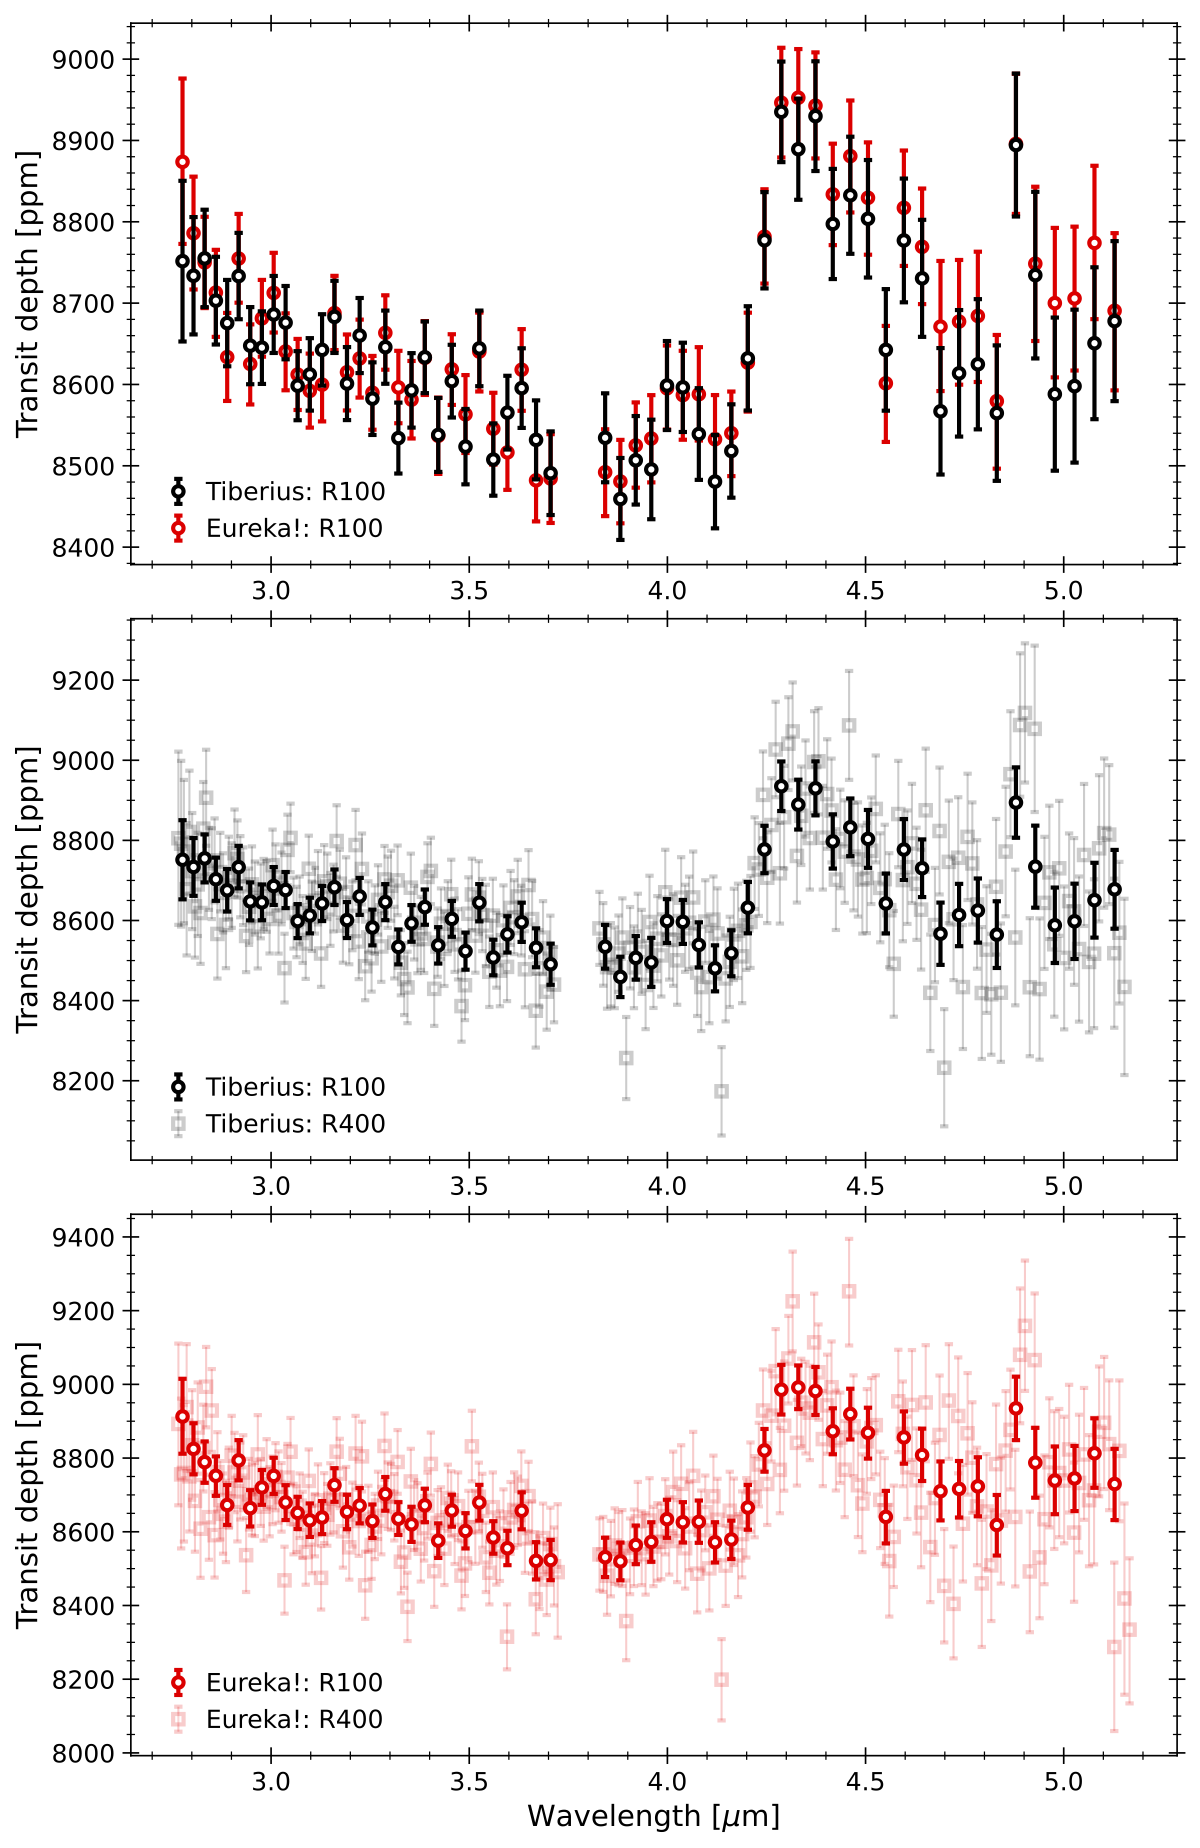 9000
8900
8800
8700
8600
8500
8400
Transit depth [ppm]
Tiberius: R100
Eureka!: R100
3.0 3.5 4.0 4.5 5.0
9200
9000
8800
8600
8400
8200
Transit depth [ppm]
Tiberius: R100
Tiberius: R400
3.0 3.5 4.0 4.5 5.0
9400
9200
9000
8800
8600
8400
8200
8000
Transit depth [ppm]
Eureka!: R100
Eureka!: R400
3.0 3.5 4.0 4.5 5.0
Wavelength [μm]